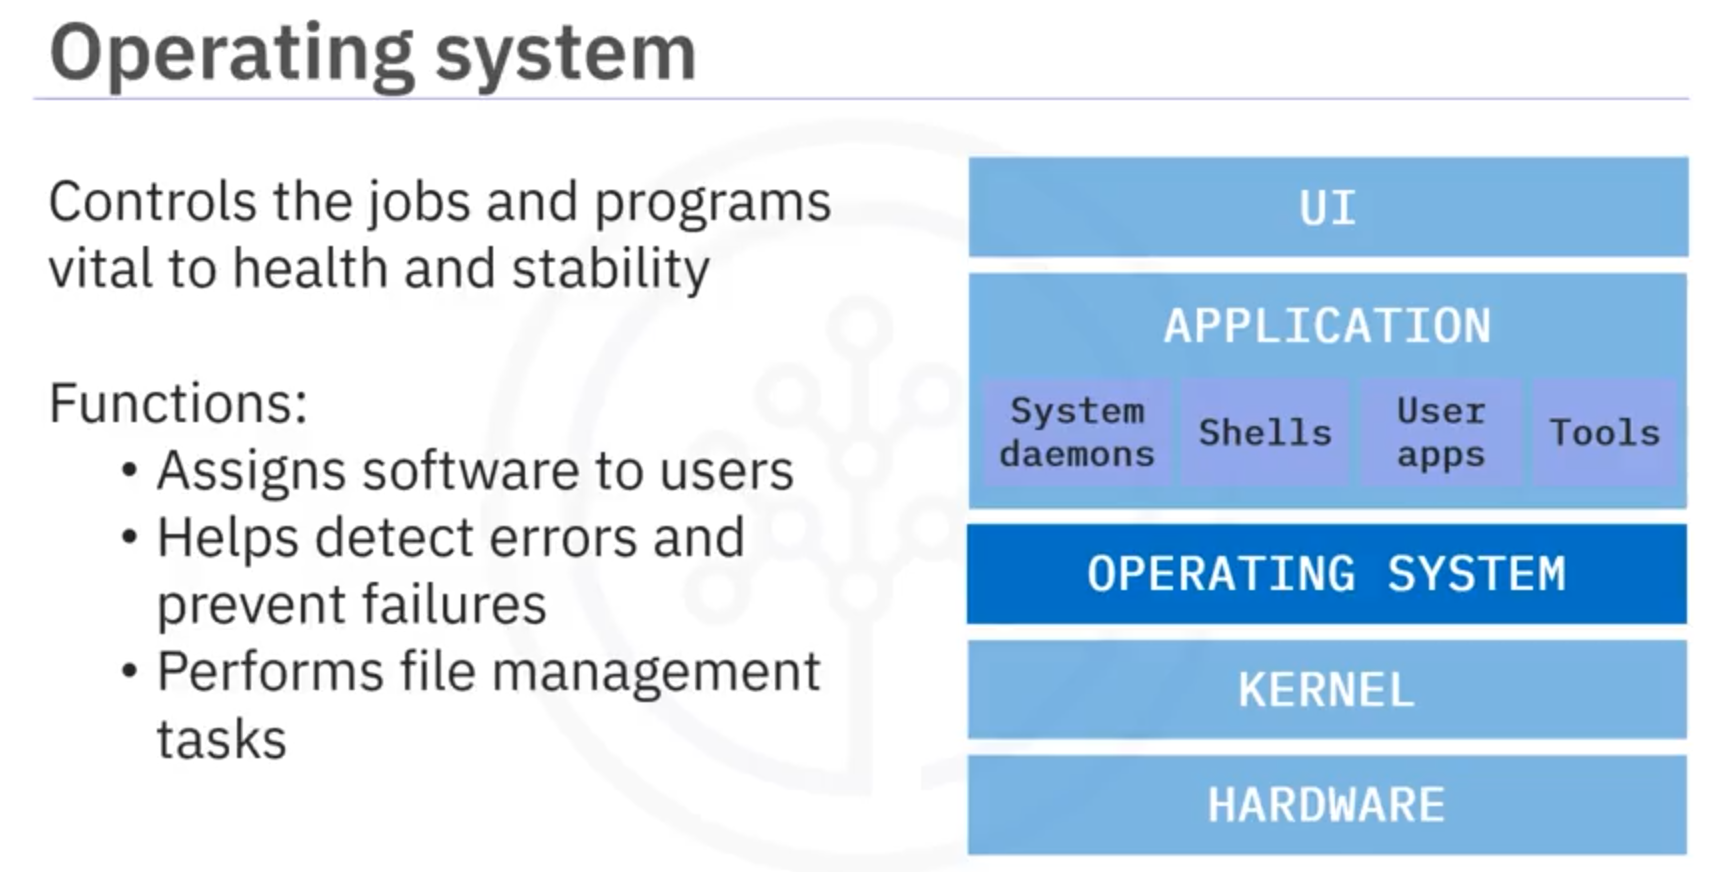 Operating system
Controls the jobs and programs
vital to health and stability
Functions:
• Assigns software to users
• Helps detect errors and
prevent failures
• Performs file management
tasks
UI
APPLICATION
System
daemons
Shells
User
apps
Tools
OPERATING SYSTEM
KERNEL
HARDWARE